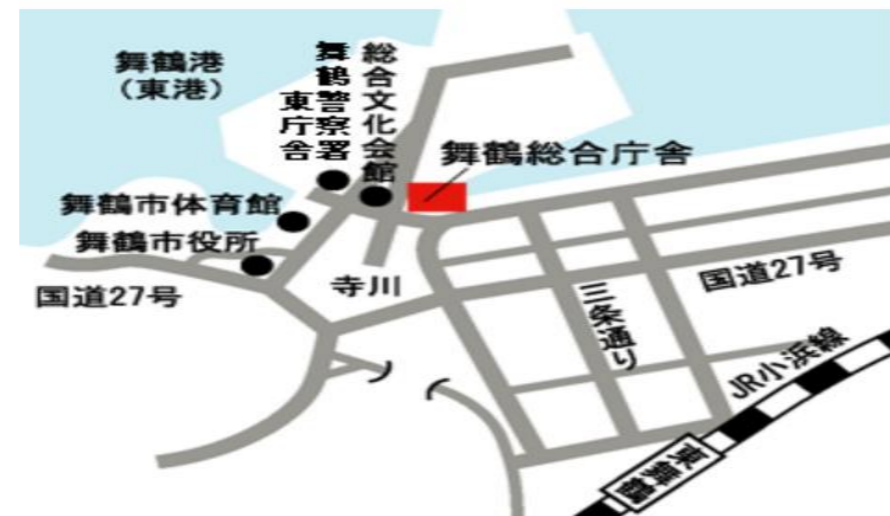 舞鶴港
（東港）
舞鶴警察署
東庁舎
総合文化会館
舞鶴総合庁舎
舞鶴市体育館
舞鶴市役所
国道27号
寺川
三条通り
国道27号
JR小浜線
東舞鶴